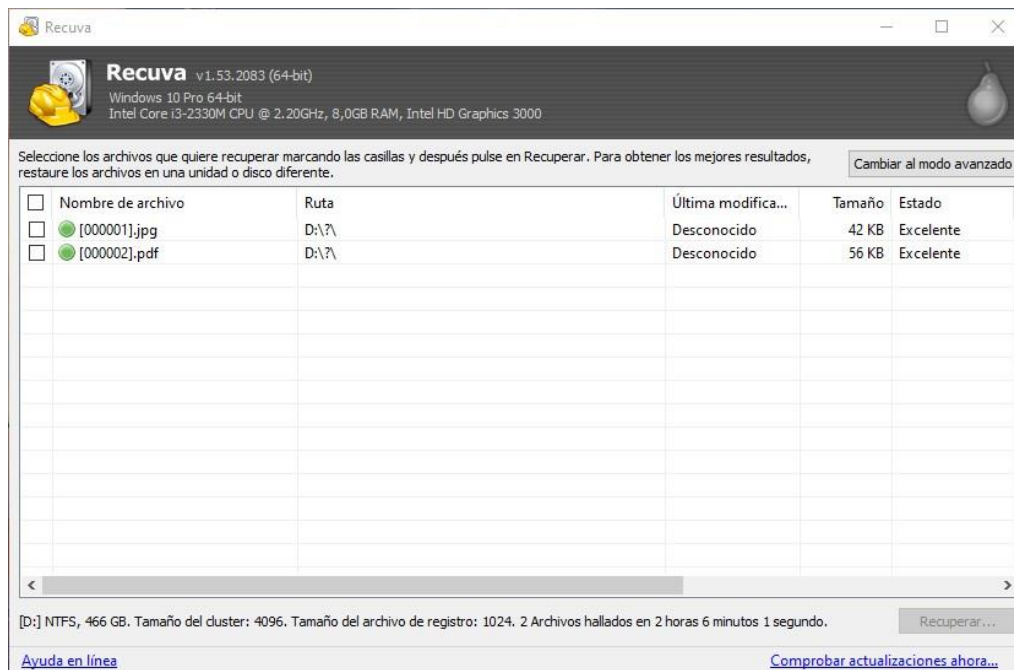 Recuva
Recuva v1.53.2083 (64-bit)
Windows 10 Pro 64-bit
Intel Core i3-2330M CPU @ 2.20GHz, 8,0GB RAM, Intel HD Graphics 3000
Seleccione los archivos que quiere recuperar marcando las casillas y después pulse en Recuperar. Para obtener los mejores resultados,
restaure los archivos en una unidad o disco diferente.
Cambiar al modo avanzado
Nombre de archivo Ruta Última modifica... Tamaño Estado
[000001].jpg D:\?\ Desconocido 42 KB Excelente
[000002].pdf D:\?\ Desconocido 56 KB Excelente
[D:] NTFS, 466 GB. Tamaño del cluster: 4096. Tamaño del archivo de registro: 1024. 2 Archivos hallados en 2 horas 6 minutos 1 segundo.
Recuperar...
Ayuda en línea Comprobar actualizaciones ahora...